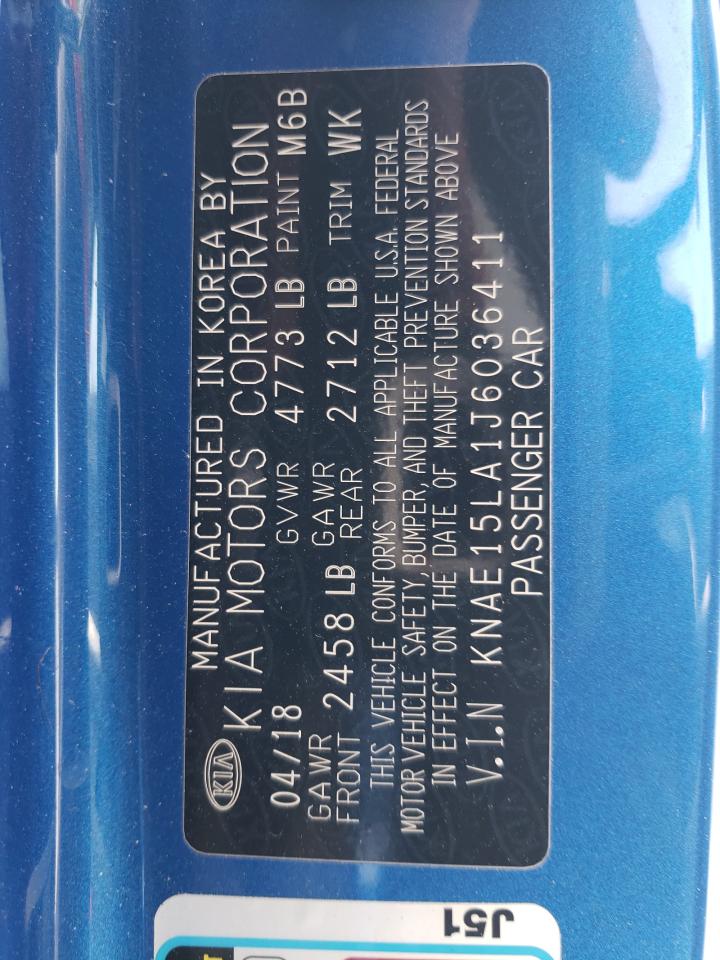 KIA
MANUFACTURED IN KOREA BY
KIA MOTORS CORPORATION
04/18 GVWR 4773 LB PAINT M6B
GAWR FRONT 2458 LB GAWR REAR 2712 LB TRIM WK
THIS VEHICLE CONFORMS TO ALL APPLICABLE U.S.A. FEDERAL
MOTOR VEHICLE SAFETY, BUMPER, AND THEFT PREVENTION STANDARDS
IN EFFECT ON THE DATE OF MANUFACTURE SHOWN ABOVE
V.I.N KNAE15LA1J6036411
PASSENGER CAR
J51